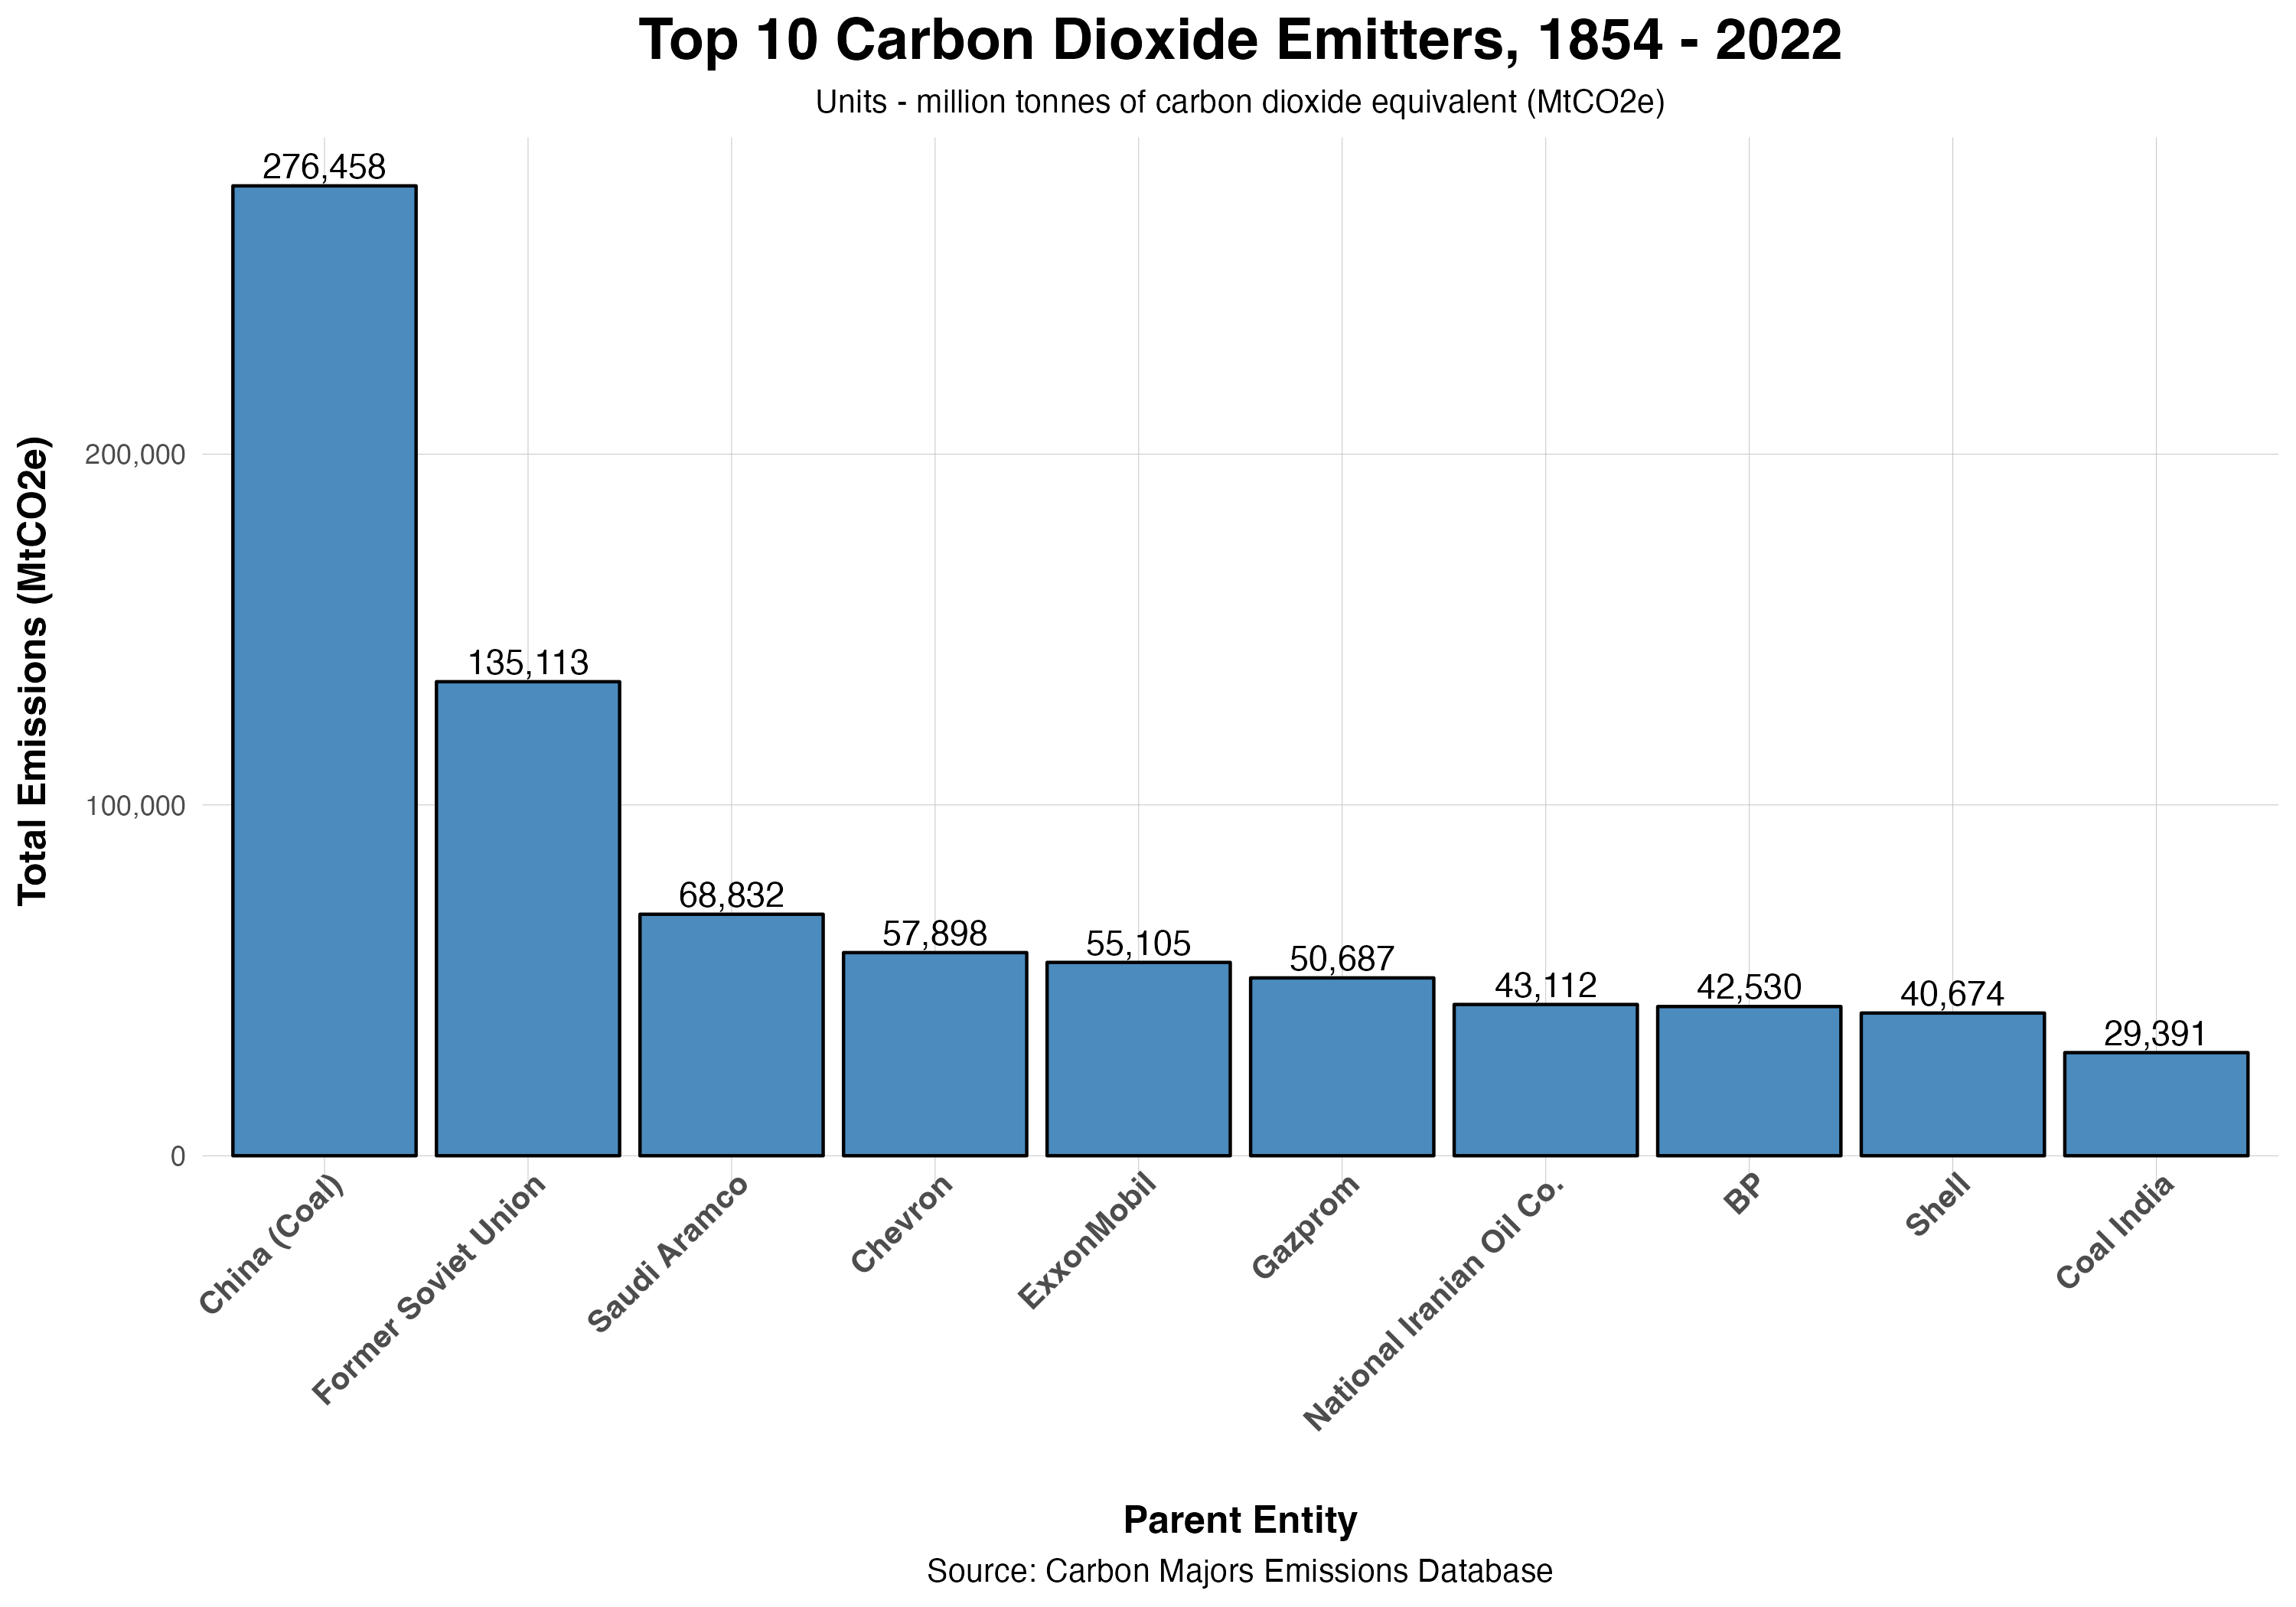 Top 10 Carbon Dioxide Emitters, 1854 - 2022
Units - million tonnes of carbon dioxide equivalent (MtCO2e)
Total Emissions (MtCO2e)
200,000
100,000
0
276,458
135,113
68,832
57,898
55,105
50,687
43,112
42,530
40,674
29,391
China (Coal)
Former Soviet Union
Saudi Aramco
Chevron
ExxonMobil
Gazprom
National Iranian Oil Co.
BP
Shell
Coal India
Parent Entity
Source: Carbon Majors Emissions Database